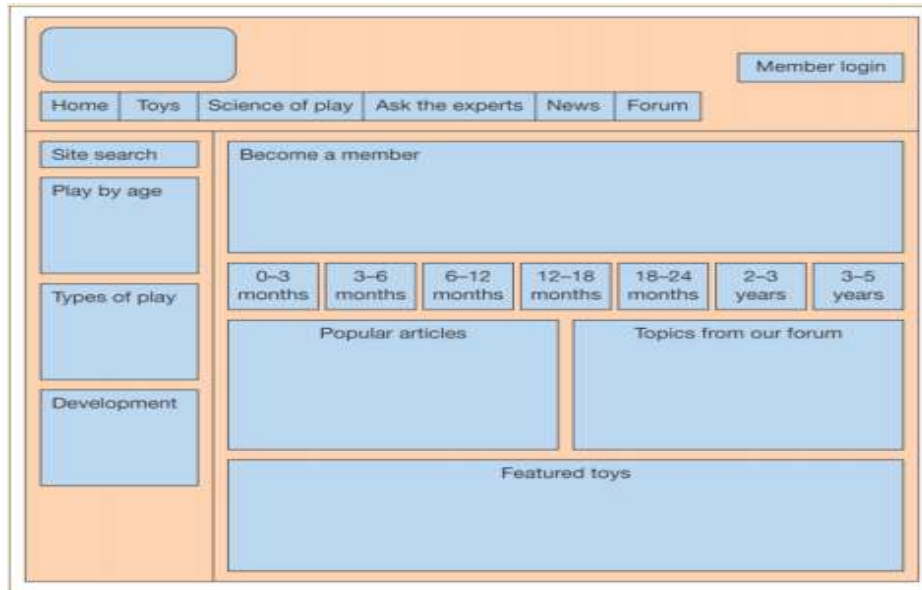 Member login
Home Toys Science of play Ask the experts News Forum
Site search
Play by age
Types of play
Development
Become a member
0–3
months
3–6
months
6–12
months
12–18
months
18–24
months
2–3
years
3–5
years
Popular articles
Topics from our forum
Featured toys